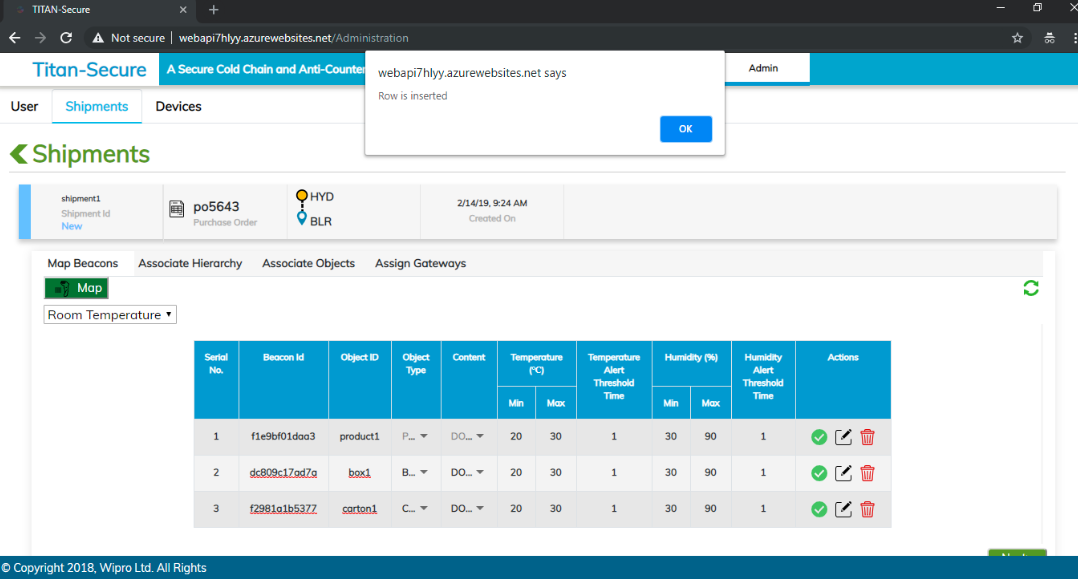 TITAN-Secure
Not secure | webapi7hlyy.azurewebsites.net/Administration
Titan-Secure
A Secure Cold Chain and Anti-Counter
Admin
webapi7hlyy.azurewebsites.net says
Row is inserted
OK
User Shipments Devices
Shipments
shipment1
Shipment Id
New
po5643
Purchase Order
HYD
BLR
2/14/19, 9:24 AM
Created On
Map Beacons Associate Hierarchy Associate Objects Assign Gateways
Map
Room Temperature
Serial No. Beacon Id Object ID Object Type Content Temperature (°C) Temperature Alert Threshold Time Humidity (%) Humidity Alert Threshold Time Actions
Min Max Min Max
1 f1e9bf01daa3 product1 P... DO... 20 30 1 30 90 1
2 dc809c17ad7a box1 B... DO... 20 30 1 30 90 1
3 f2981a1b5377 carton1 C... DO... 20 30 1 30 90 1
© Copyright 2018, Wipro Ltd. All Rights